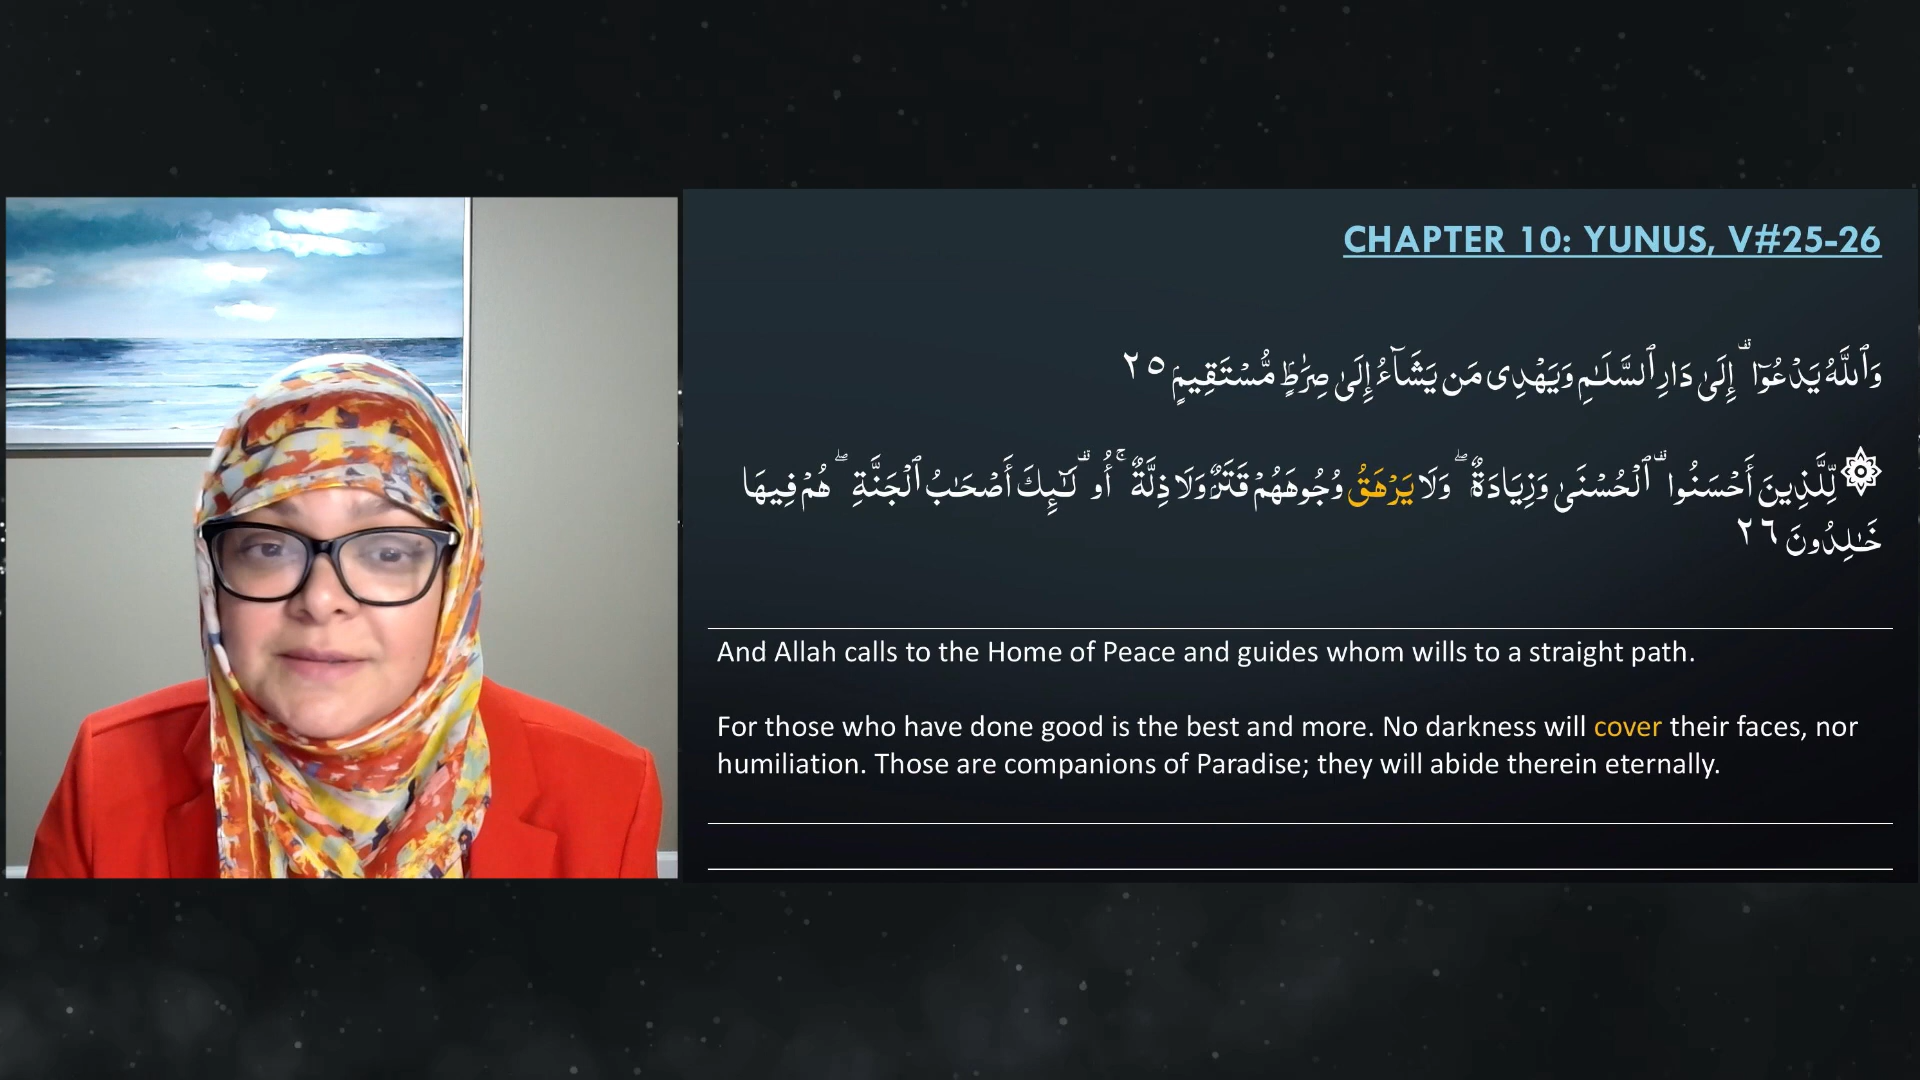 CHAPTER 10: YUNUS, V#25-26
وَٱللَّهُ يَدْعُوٓا۟ إِلَىٰ دَارِ ٱلسَّلَـٰمِ وَيَهْدِى مَن يَشَآءُ إِلَىٰ صِرَٰطٍ مُّسْتَقِيمٍ ٢٥
۞ لِّلَّذِينَ أَحْسَنُوا۟ ٱلْحُسْنَىٰ وَزِيَادَةٌ ۖ وَلَا يَرْهَقُ وُجُوهَهُمْ قَتَرٌ وَلَا ذِلَّةٌ ۚ أُو۟لَـٰٓئِكَ أَصْحَـٰبُ ٱلْجَنَّةِ ۖ هُمْ فِيهَا
خَـٰلِدُونَ ٢٦
And Allah calls to the Home of Peace and guides whom wills to a straight path.
For those who have done good is the best and more. No darkness will cover their faces, nor
humiliation. Those are companions of Paradise; they will abide therein eternally.